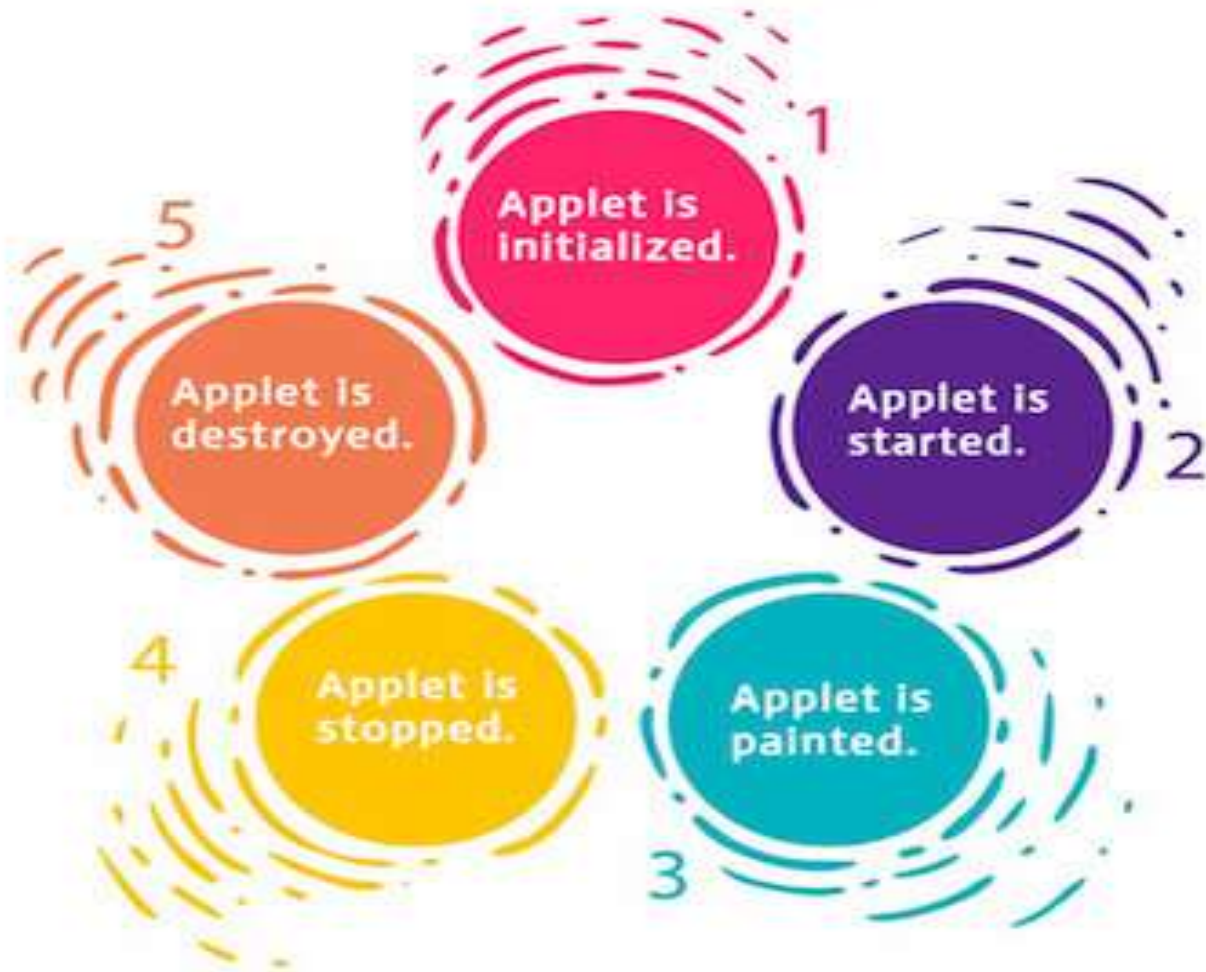 1
Applet is
initialized.
2
Applet is
started.
3
Applet is
painted.
4
Applet is
stopped.
5
Applet is
destroyed.